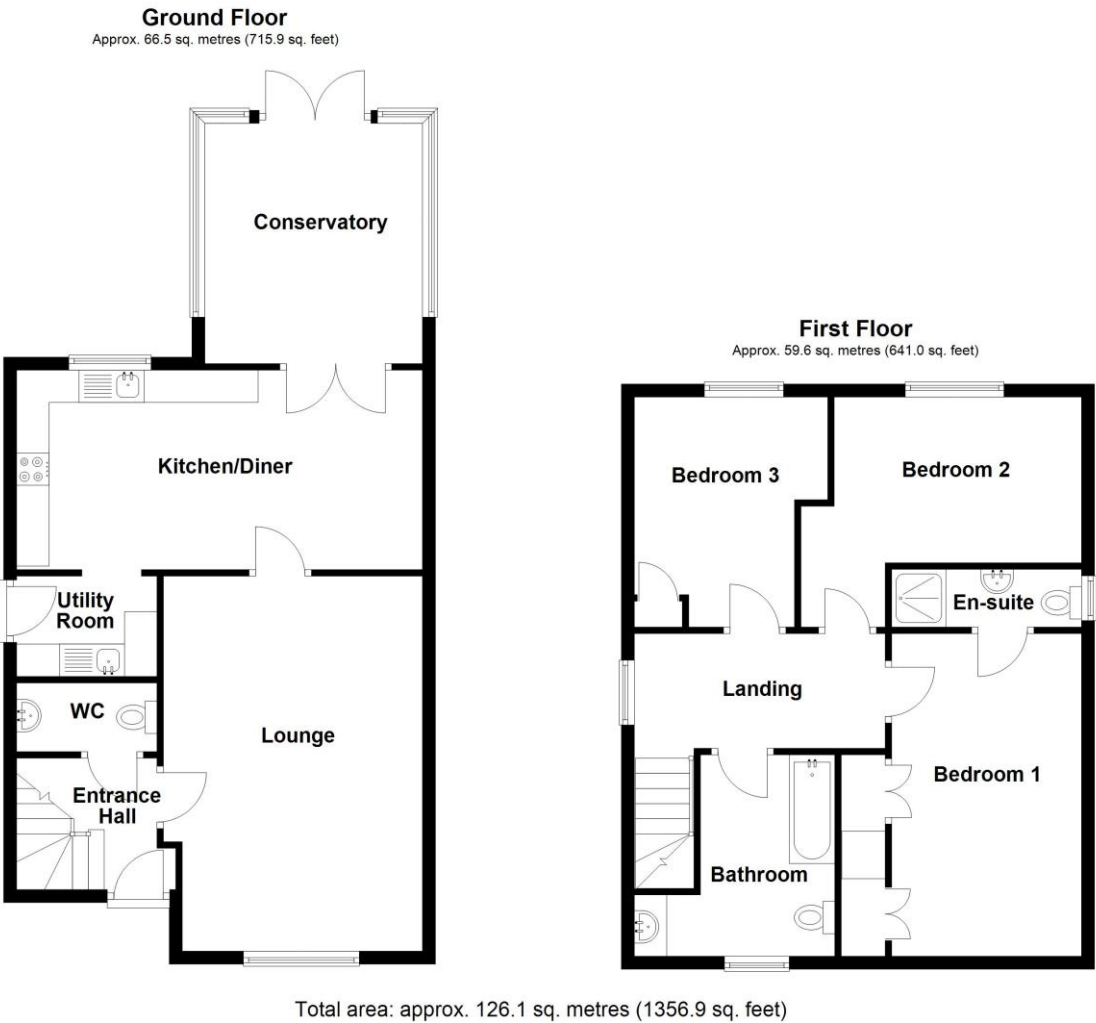 Ground Floor
Approx. 66.5 sq. metres (715.9 sq. feet)
Conservatory
Kitchen/Diner
Utility
Room
WC
Lounge
Entrance
Hall
First Floor
Approx. 59.6 sq. metres (641.0 sq. feet)
Bedroom 3
Bedroom 2
En-suite
Landing
Bedroom 1
Bathroom
Total area: approx. 126.1 sq. metres (1356.9 sq. feet)